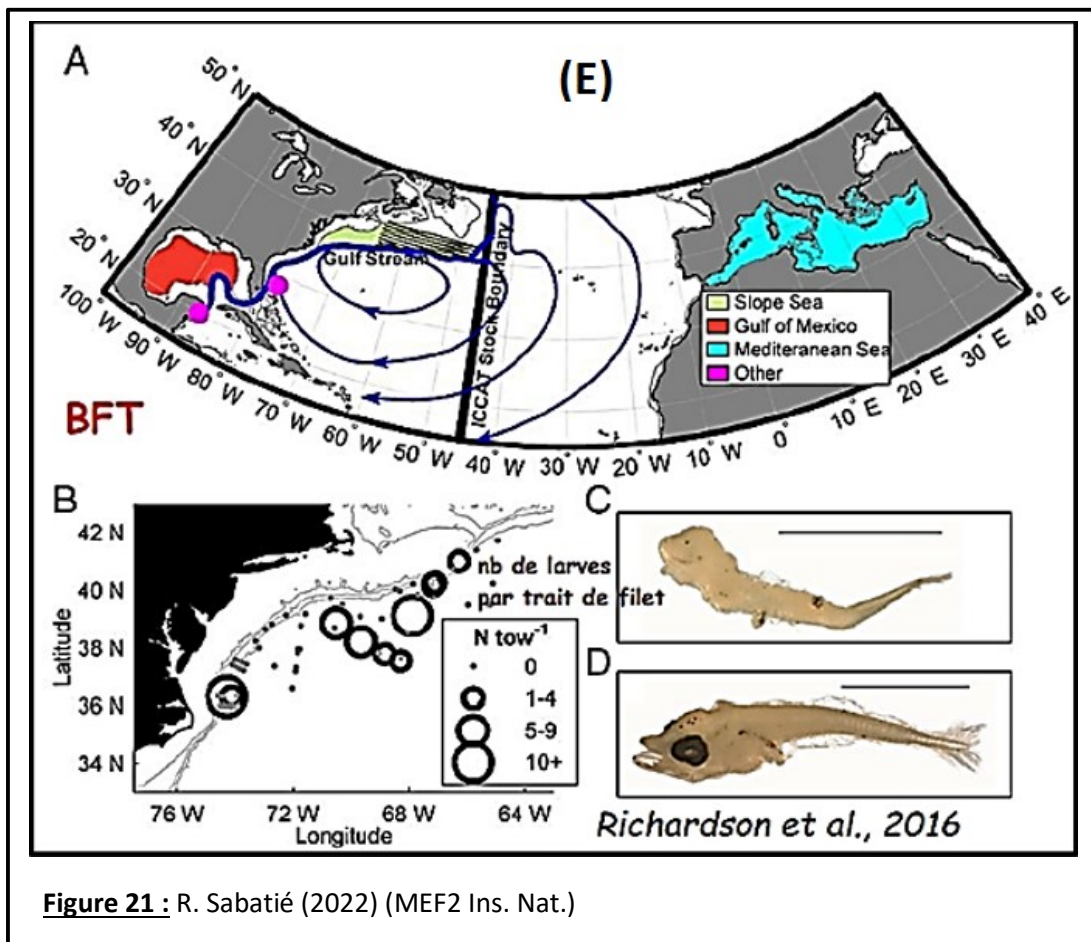 A
(E)
50° N
40° N
30° N
20° N
100° W
90° W
80° W
70° W
60° W
50° W
40° W
30° W
20° W
10° W
0°
10° E
20° E
30° E
40° E
Gulf Stream
ICCAT Stock Boundary
Slope Sea
Gulf of Mexico
Mediteranean Sea
Other
BFT
B
42 N
40 N
38 N
36 N
34 N
Latitude
76 W
72 W
68 W
64 W
Longitude
nb de larves
par trait de filet
N tow⁻¹
0
1-4
5-9
10+
C
D
Richardson et al., 2016
Figure 21 : R. Sabatié (2022) (MEF2 Ins. Nat.)